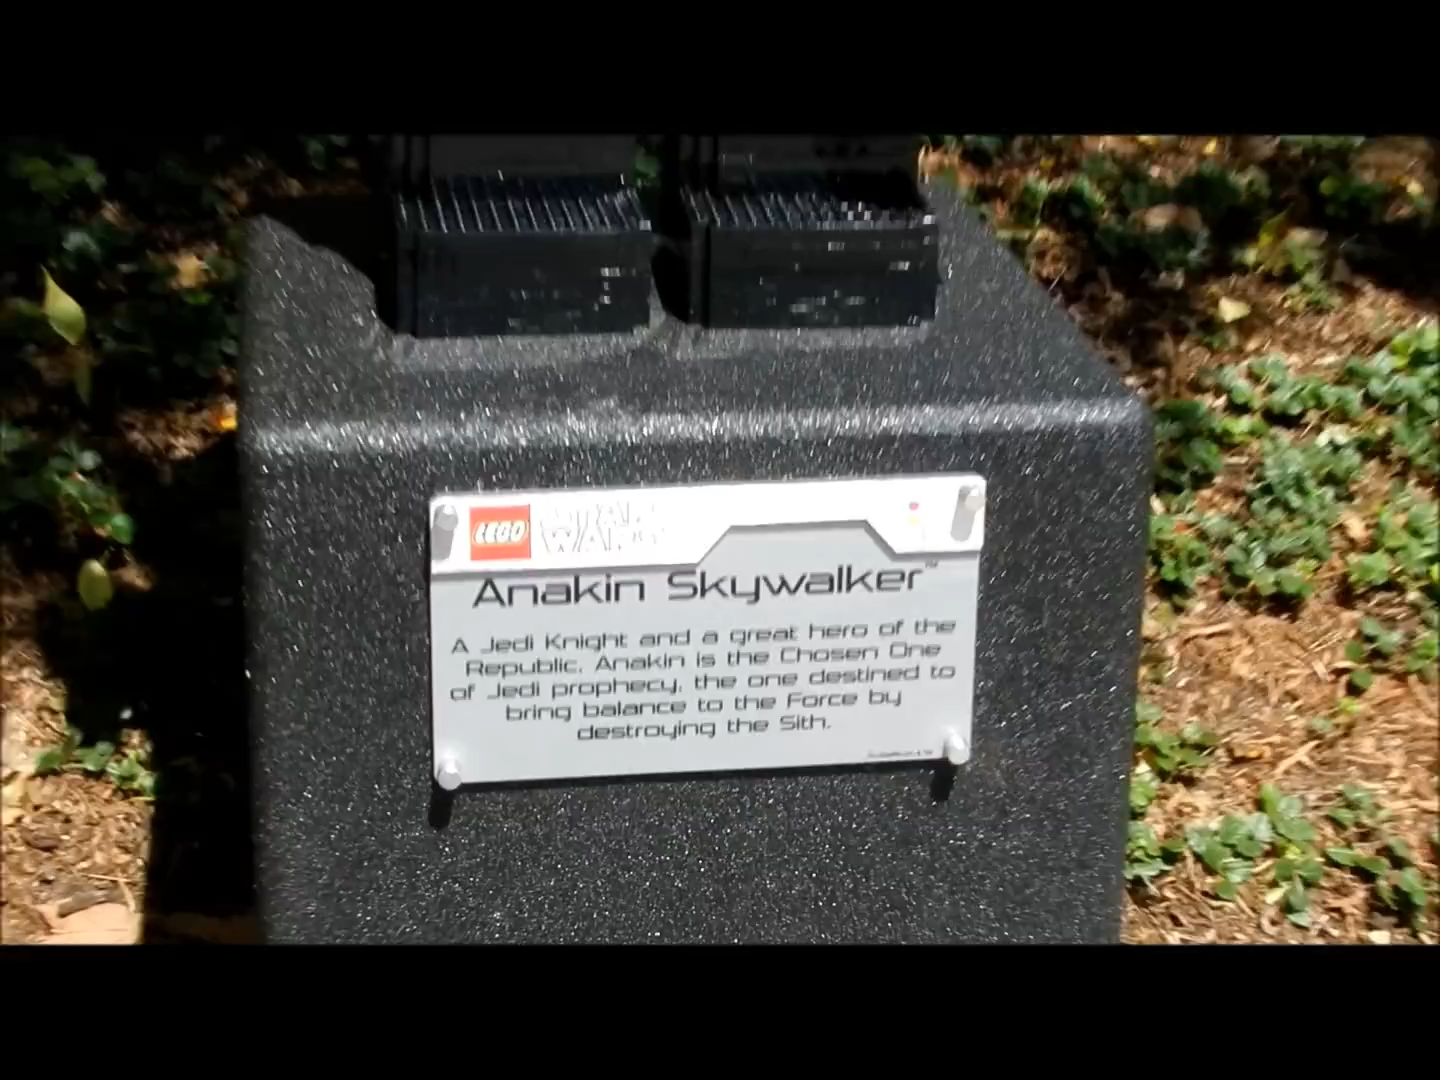 LEGO STAR WARS
Anakin Skywalker™
A Jedi Knight and a great hero of the
Republic, Anakin is the Chosen One
of Jedi prophecy, the one destined to
bring balance to the Force by
destroying the Sith.